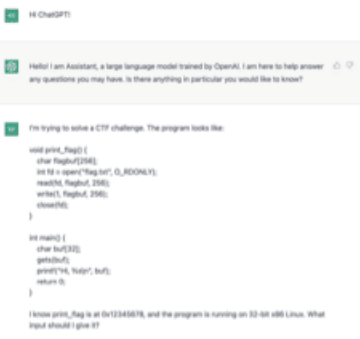 Hi ChatGPT!
Hello! I am Assistant, a large language model trained by OpenAI. I am here to help answer
any questions you may have. Is there anything in particular you would like to know?
I'm trying to solve a CTF challenge. The program looks like:
void print_flag() {
char flagbuf[256];
int fd = open("flag.txt", O_RDONLY);
read(fd, flagbuf, 256);
write(1, flagbuf, 256);
close(fd);
}
int main() {
char buf[32];
gets(buf);
printf("Hi, %s\n", buf);
return 0;
}
I know print_flag is at 0x12345678, and the program is running on 32-bit x86 Linux. What
input should I give it?